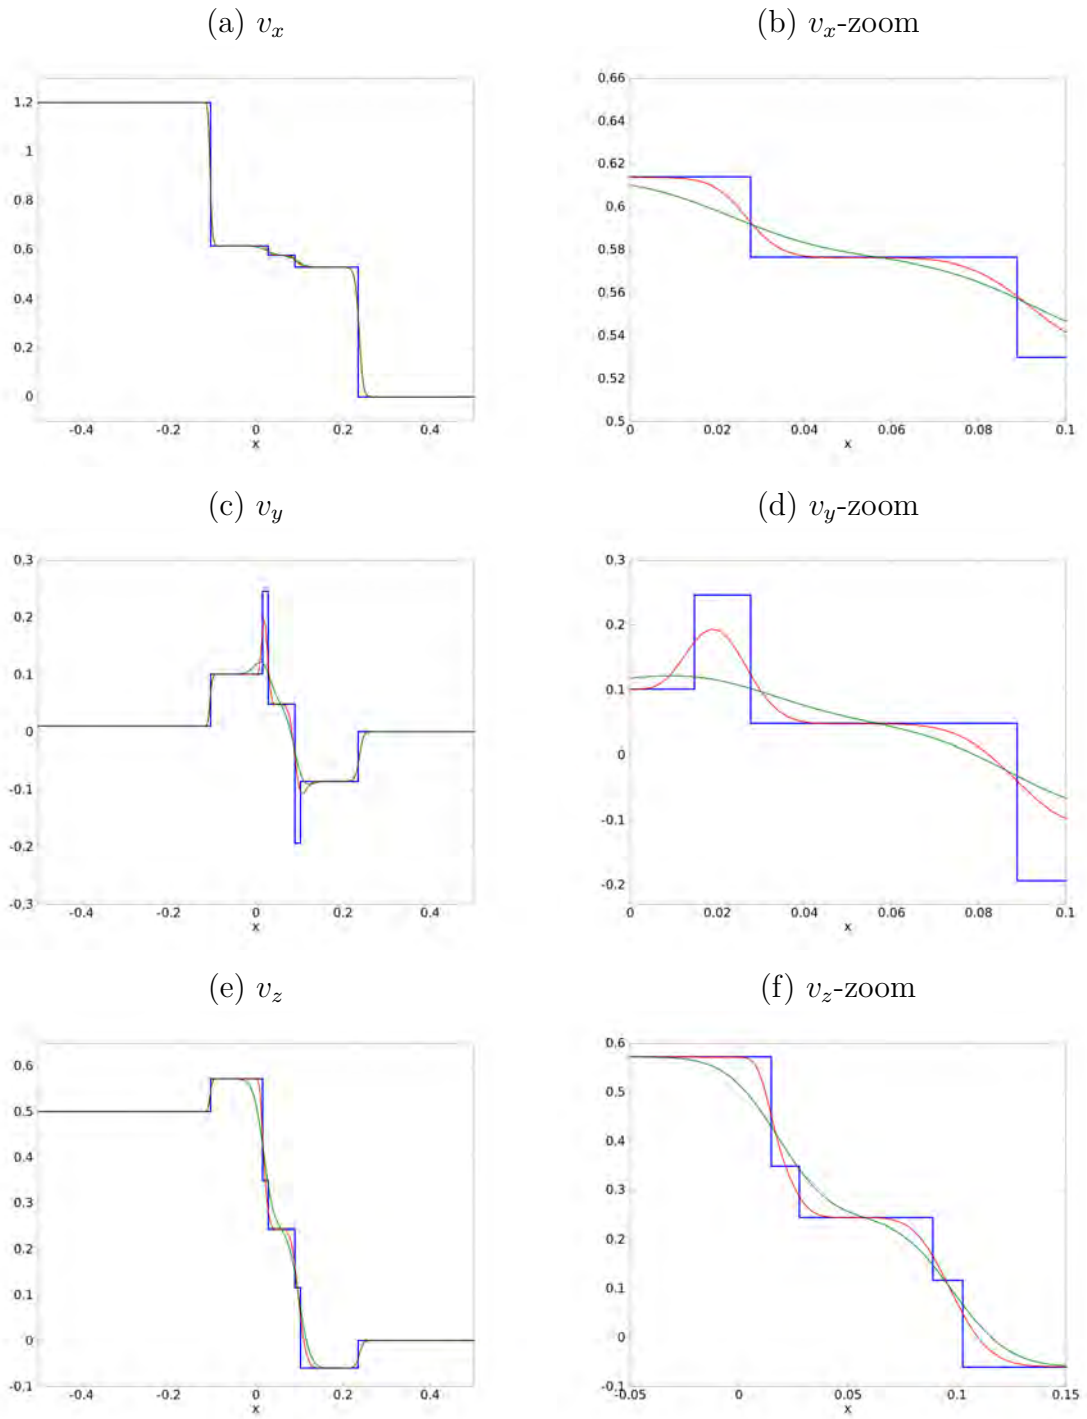 (a) vₓ
(b) vₓ-zoom
1.2
1
0.8
0.6
0.4
0.2
0
-0.4 -0.2 0 0.2 0.4
x
0.66
0.64
0.62
0.6
0.58
0.56
0.54
0.52
0.5
0 0.02 0.04 0.06 0.08 0.1
x
(c) v_y
(d) v_y-zoom
0.3
0.2
0.1
0
-0.1
-0.2
-0.3
-0.4 -0.2 0 0.2 0.4
x
0.3
0.2
0.1
0
-0.1
-0.2
0 0.02 0.04 0.06 0.08 0.1
x
(e) v_z
(f) v_z-zoom
0.6
0.5
0.4
0.3
0.2
0.1
0
-0.1
-0.4 -0.2 0 0.2 0.4
x
0.6
0.5
0.4
0.3
0.2
0.1
0
-0.1
-0.05 0 0.05 0.1 0.15
x